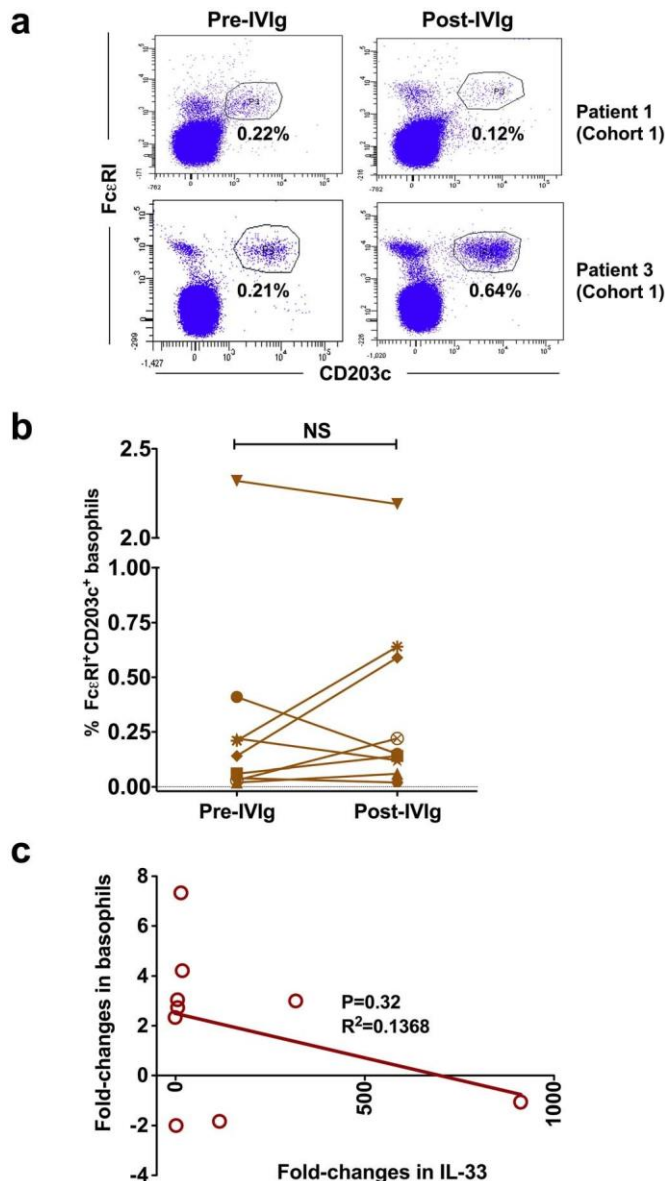 a
Pre-IVIg
Post-IVIg
FcεRI
0.22%
0.12%
Patient 1
(Cohort 1)
0.21%
0.64%
Patient 3
(Cohort 1)
-1,427
CD203c
b
NS
% FcεRI⁺CD203c⁺ basophils
2.5
2.0
1.00
0.75
0.50
0.25
0.00
Pre-IVIg
Post-IVIg
c
Fold-changes in basophils
8
6
4
2
0
-2
-4
P=0.32
R²=0.1368
0
500
1000
Fold-changes in IL-33